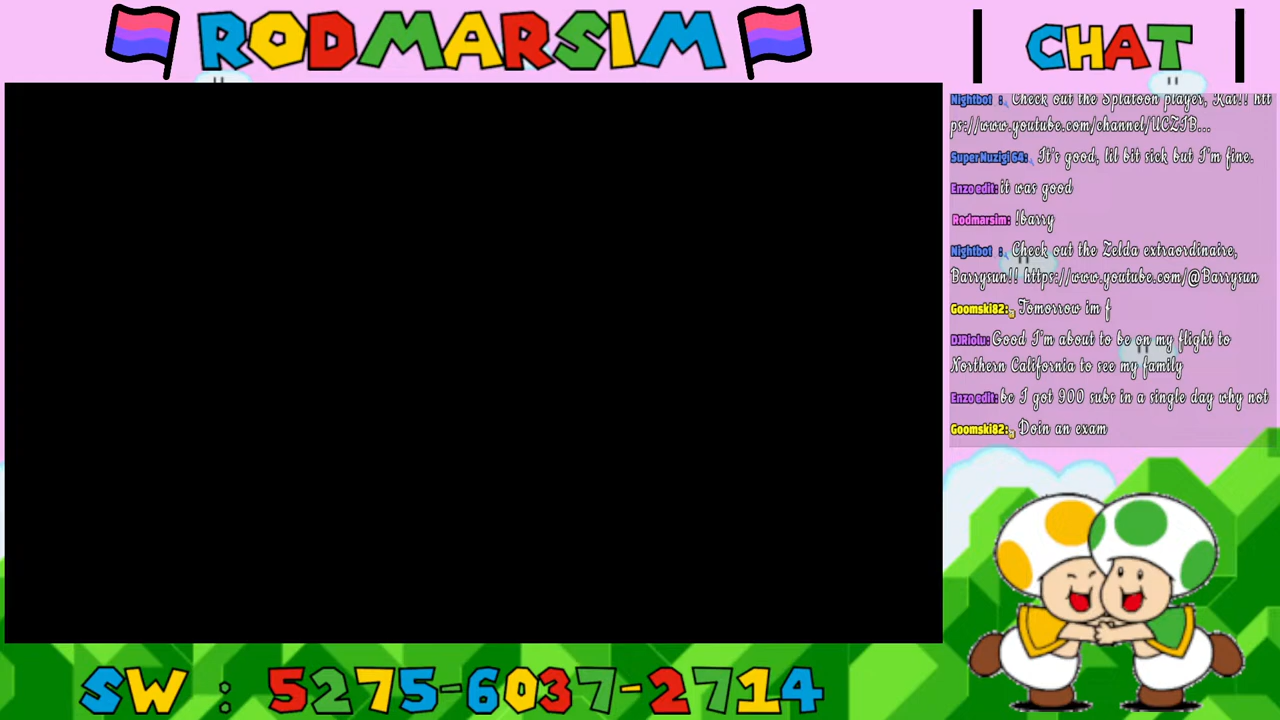 RODMARSIM
CHAT
Nightbot : Check out the Splatoon player, Kat!! htt
ps://www.youtube.com/channel/UCZIB...
SuperNuzigi64: It's good, lil bit sick but I'm fine.
Enzo edit: it was good
Rodmarsim: !barry
Nightbot : Check out the Zelda extraordinaire,
Barrysun!! https://www.youtube.com/@Barrysun
Goomski82: Tomorrow im f
DJRiolu: Good I'm about to be on my flight to
Northern California to see my family
Enzo edit: bc I got 900 subs in a single day why not
Goomski82: Doin an exam
SW : 5275-6037-2714